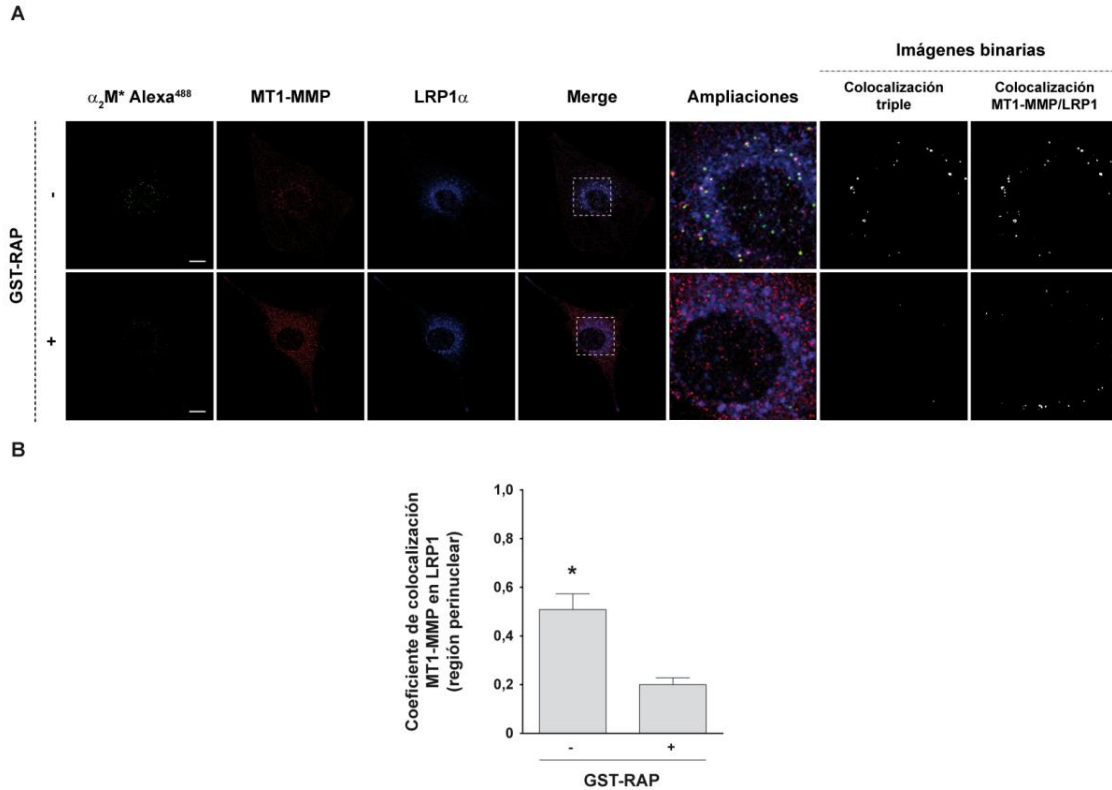 A
Imágenes binarias
α₂M* Alexa⁴⁸⁸
MT1-MMP
LRP1α
Merge
Ampliaciones
Colocalización
triple
Colocalización
MT1-MMP/LRP1
GST-RAP
-
+
B
Coeficiente de colocalización
MT1-MMP en LRP1
(región perinuclear)
1,0
0,8
0,6
0,4
0,2
0
*
-
+
GST-RAP